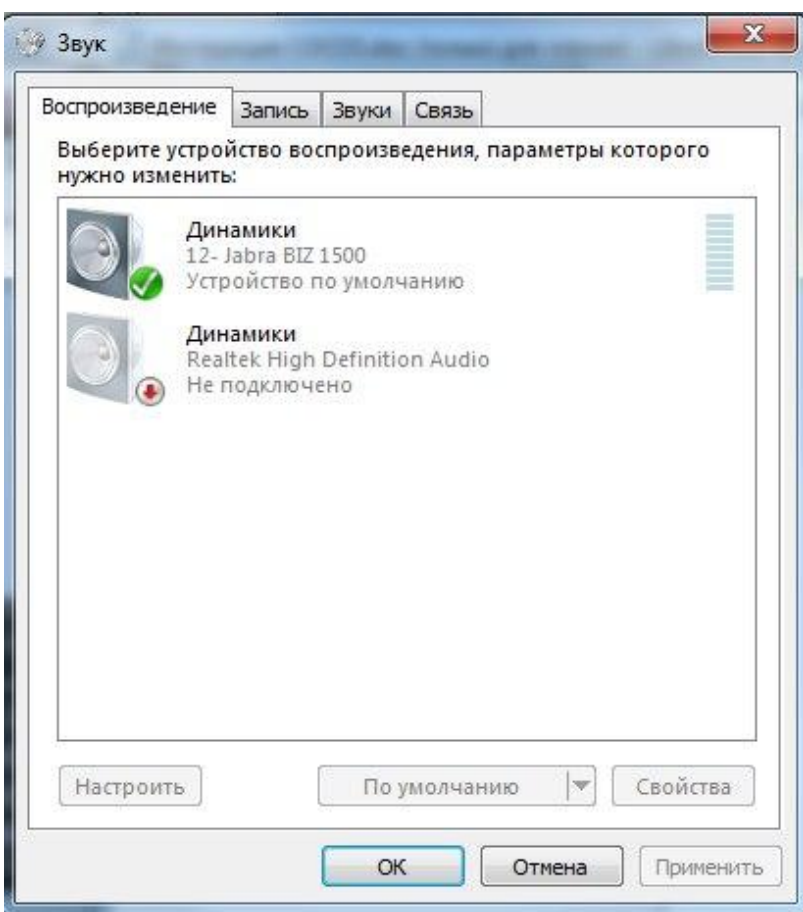 Звук
Воспроизведение Запись Звуки Связь
Выберите устройство воспроизведения, параметры которого
нужно изменить:
Динамики
12- Jabra BIZ 1500
Устройство по умолчанию
Динамики
Realtek High Definition Audio
Не подключено
Настроить По умолчанию Свойства
ОК Отмена Применить